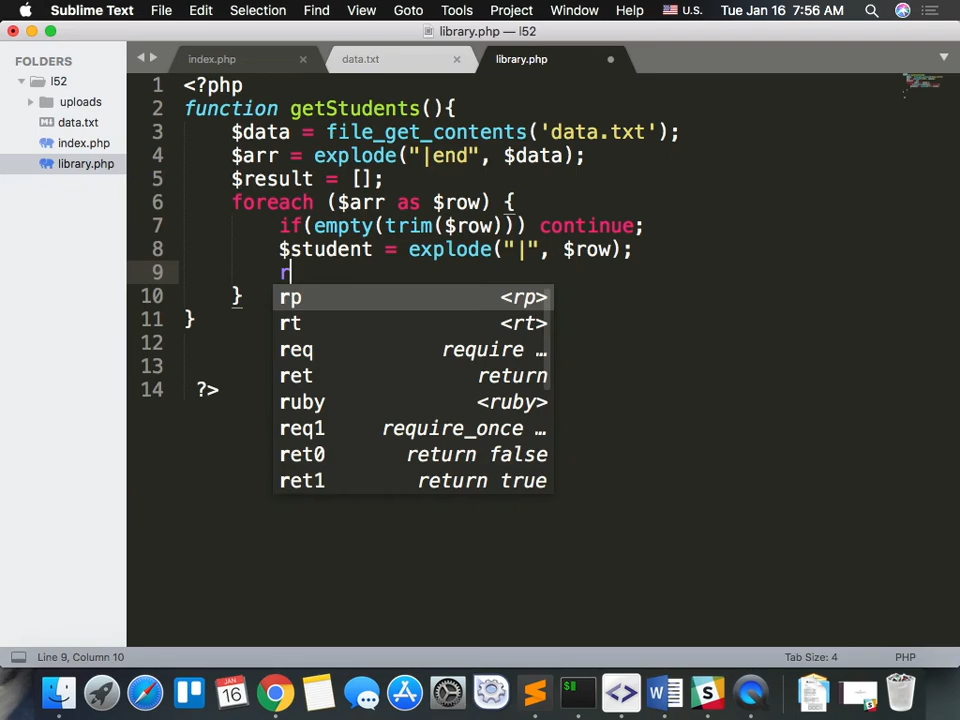 Sublime Text File Edit Selection Find View Goto Tools Project Window Help U.S. Tue Jan 16 7:56 AM
library.php — l52
FOLDERS
l52
uploads
data.txt
index.php
library.php
index.php × data.txt × library.php
1 <?php
2 function getStudents(){
3 $data = file_get_contents('data.txt');
4 $arr = explode("|end", $data);
5 $result = [];
6 foreach ($arr as $row) {
7 if(empty(trim($row))) continue;
8 $student = explode("|", $row);
9 r
10 }
11 }
12
13
14 ?>
rp <rp>
rt <rt>
req require …
ret return
ruby <ruby>
req1 require_once …
ret0 return false
ret1 return true
Line 9, Column 10 Tab Size: 4 PHP
JAN
16